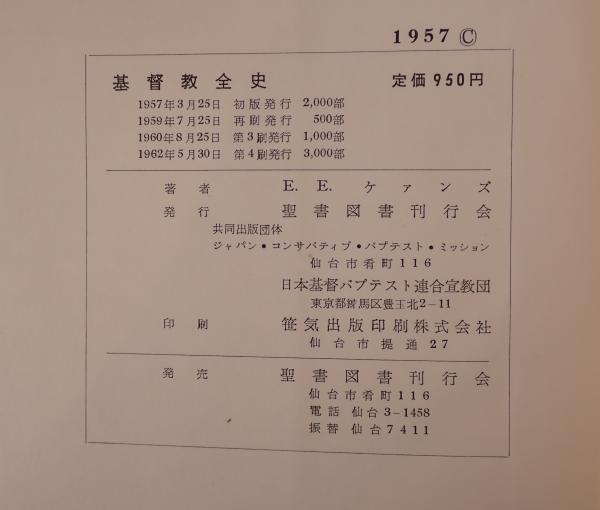 1957 ©
基督教全史 定価950円
1957年3月25日 初版発行 2,000部
1959年7月25日 再刷発行 500部
1960年8月25日 第3刷発行 1,000部
1962年5月30日 第4刷発行 3,000部
著者 E. E. ケァンズ
発行 聖書図書刊行会
共同出版団体
ジャパン・コンサバティブ・バプテスト・ミッション
仙台市肴町116
日本基督バプテスト連合宣教団
東京都練馬区豊玉北2-11
印刷 笹気出版印刷株式会社
仙台市堤通27
発売 聖書図書刊行会
仙台市肴町116
電話 仙台3-1458
振替 仙台7411